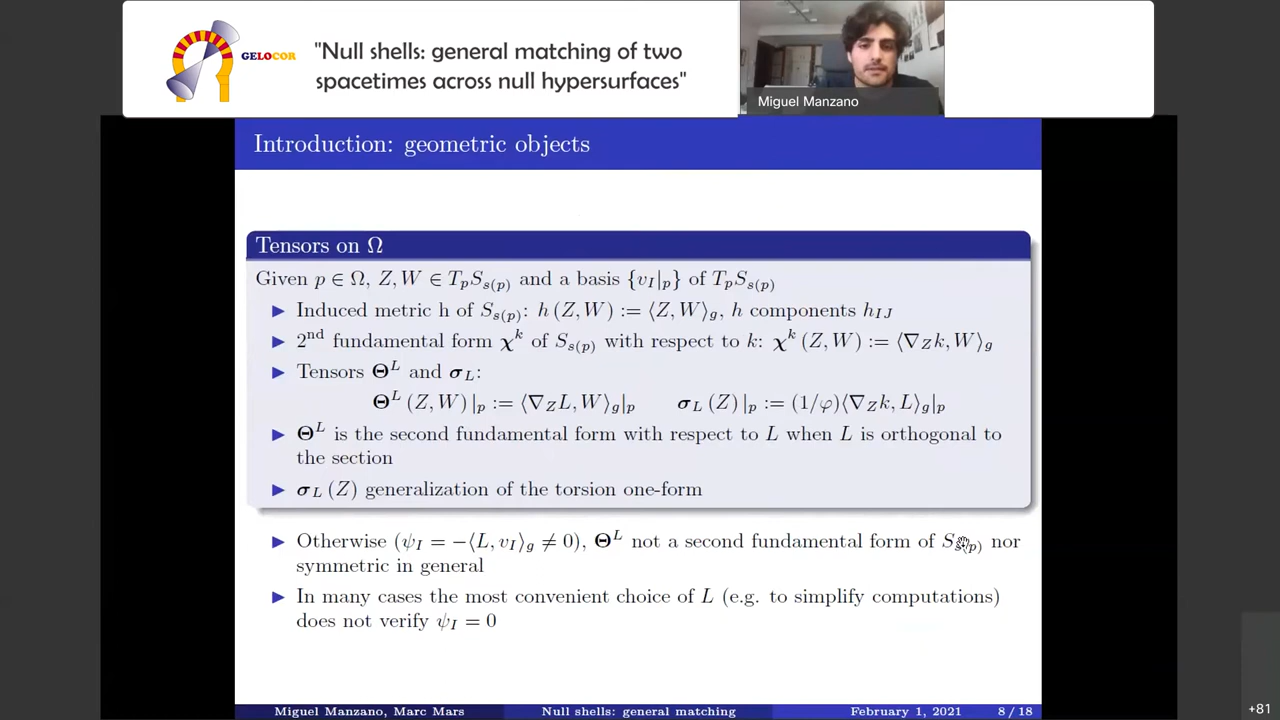 GELOCOR
"Null shells: general matching of two
spacetimes across null hypersurfaces"
Miguel Manzano
Introduction: geometric objects
Tensors on Ω
Given p ∈ Ω, Z, W ∈ T_pS_{s(p)} and a basis {v_I|_p} of T_pS_{s(p)}
▶ Induced metric h of S_{s(p)}: h (Z, W) := ⟨Z, W⟩_g, h components h_{IJ}
▶ 2^{nd} fundamental form χ^k of S_{s(p)} with respect to k: χ^k (Z, W) := ⟨∇_Z k, W⟩_g
▶ Tensors Θ^L and σ_L:
Θ^L (Z, W) |_p := ⟨∇_Z L, W⟩_g|_p σ_L (Z) |_p := (1/φ)⟨∇_Z k, L⟩_g|_p
▶ Θ^L is the second fundamental form with respect to L when L is orthogonal to
the section
▶ σ_L (Z) generalization of the torsion one-form
▶ Otherwise (ψ_I = −⟨L, v_I⟩_g ≠ 0), Θ^L not a second fundamental form of S_{s(p)} nor
symmetric in general
▶ In many cases the most convenient choice of L (e.g. to simplify computations)
does not verify ψ_I = 0
Miguel Manzano, Marc Mars Null shells: general matching February 1, 2021 8 / 18
+81